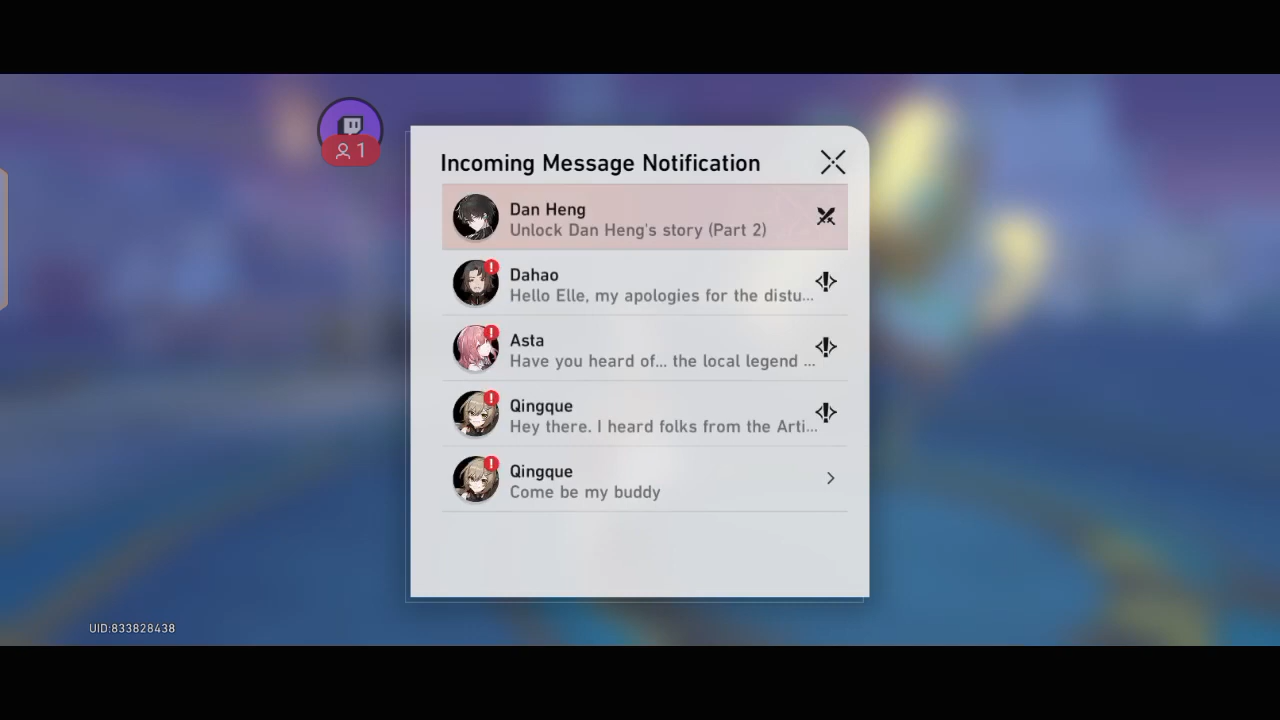 1
Incoming Message Notification
Dan Heng
Unlock Dan Heng's story (Part 2)
Dahao
Hello Elle, my apologies for the distu...
Asta
Have you heard of... the local legend ...
Qingque
Hey there. I heard folks from the Arti...
Qingque
Come be my buddy
UID:833828438